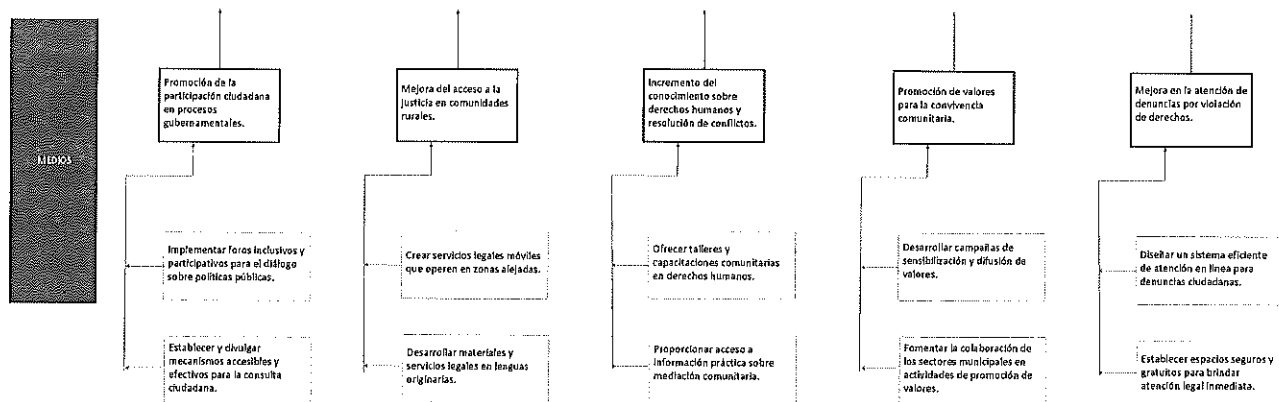 MEDIOS
Promoción de la
participación ciudadana
en procesos
gubernamentales.
Mejora del acceso a la
justicia en comunidades
rurales.
Incremento del
conocimiento sobre
derechos humanos y
resolución de conflictos.
Promoción de valores
para la convivencia
comunitaria.
Mejora en la atención de
denuncias por violación
de derechos.
Implementar foros inclusivos y
participativos para el diálogo
sobre políticas públicas.
Crear servicios legales móviles
que operen en zonas alejadas.
Ofrecer talleres y
capacitaciones comunitarias
en derechos humanos.
Desarrollar campañas de
sensibilización y difusión de
valores.
Diseñar un sistema eficiente
de atención en línea para
denuncias ciudadanas.
Establecer y divulgar
mecanismos accesibles y
efectivos para la consulta
ciudadana.
Desarrollar materiales y
servicios legales en lenguas
originarias.
Proporcionar acceso a
información práctica sobre
mediación comunitaria.
Fomentar la colaboración de
los sectores municipales en
actividades de promoción de
valores.
Establecer espacios seguros y
gratuitos para brindar
atención legal inmediata.